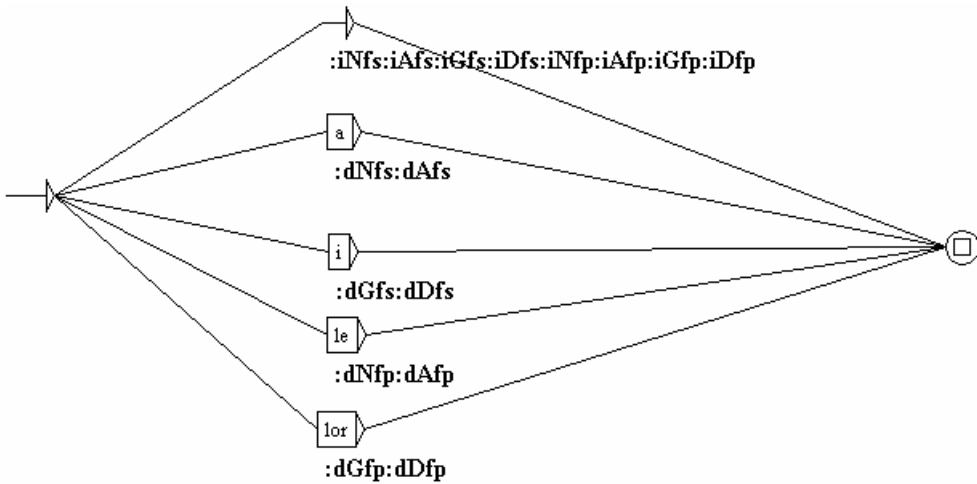 :iNfs:iAfs:iGfs:iDfs:iNfp:iAfp:iGfp:iDfp
a
:dNfs:dAfs
i
:dGfs:dDfs
le
:dNfp:dAfp
lor
:dGfp:dDfp